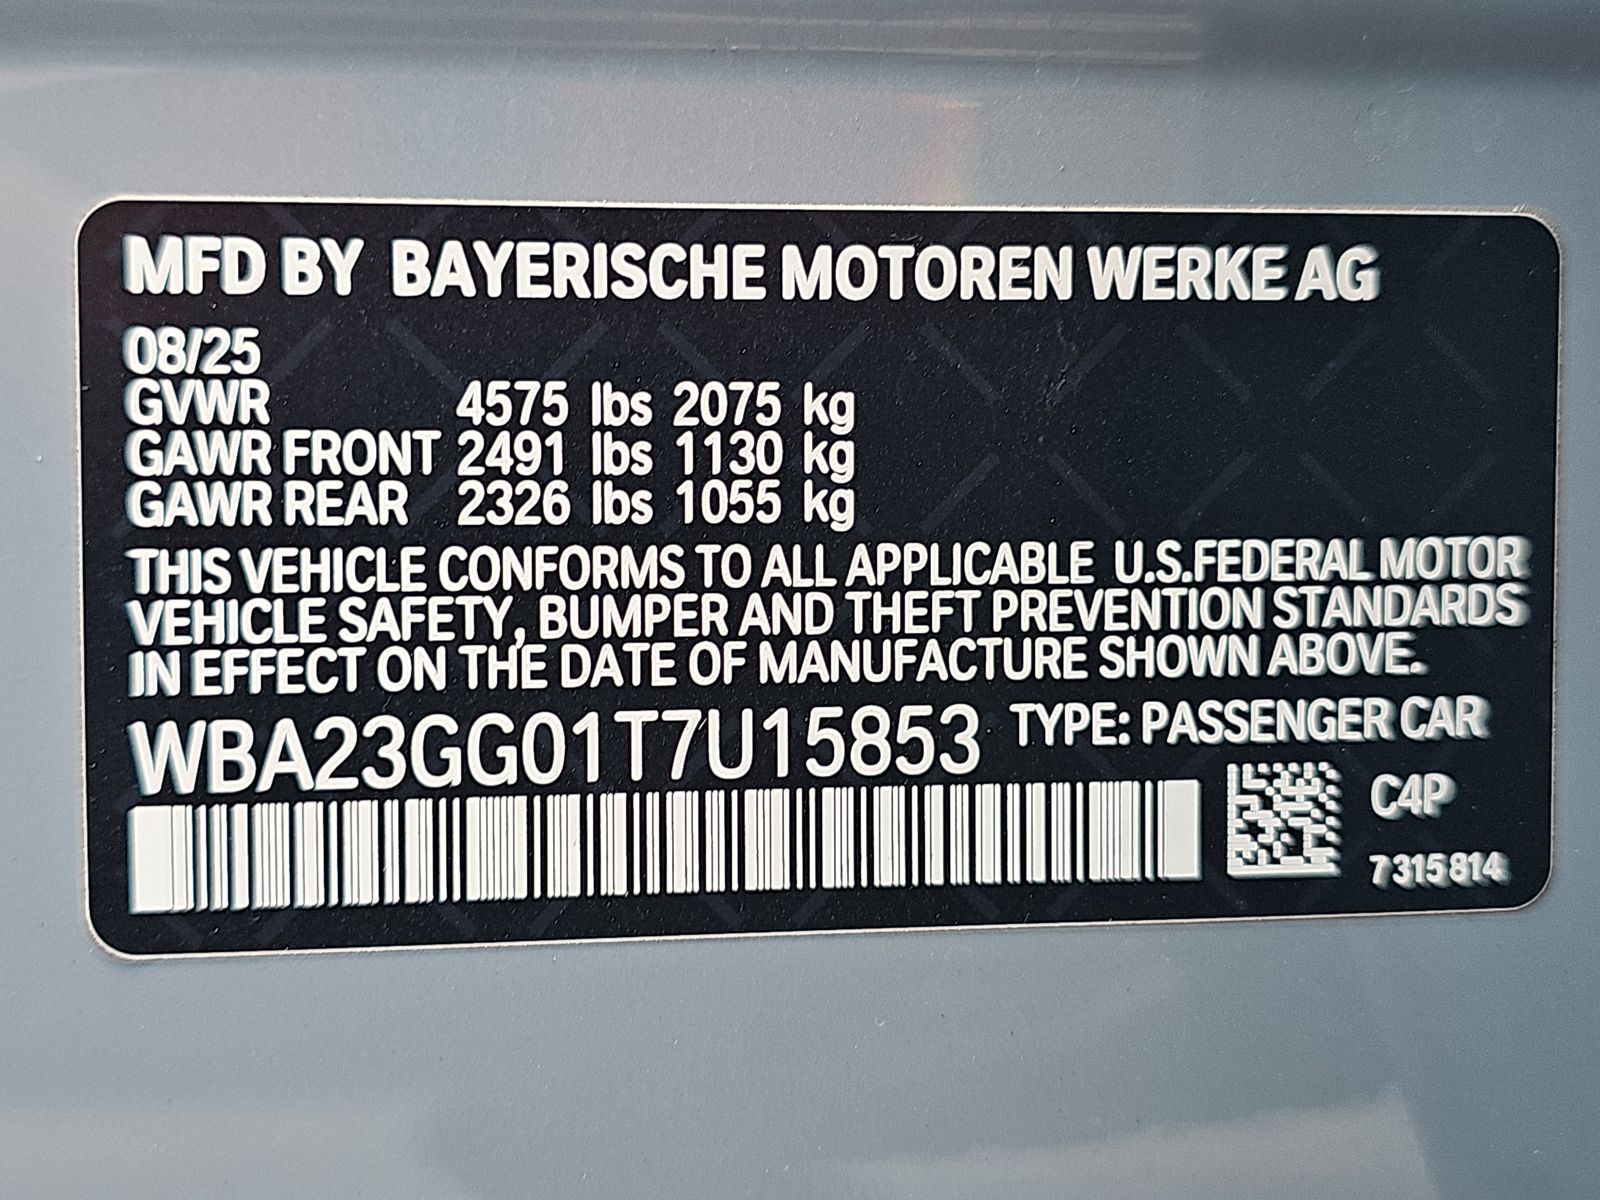 MFD BY BAYERISCHE MOTOREN WERKE AG
08/25
GVWR 4575 lbs 2075 kg
GAWR FRONT 2491 lbs 1130 kg
GAWR REAR 2326 lbs 1055 kg
THIS VEHICLE CONFORMS TO ALL APPLICABLE U.S.FEDERAL MOTOR
VEHICLE SAFETY, BUMPER AND THEFT PREVENTION STANDARDS
IN EFFECT ON THE DATE OF MANUFACTURE SHOWN ABOVE.
WBA23GG01T7U15853 TYPE: PASSENGER CAR
C4P
7315814